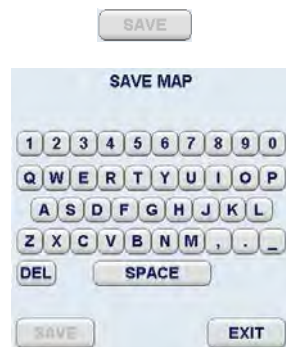 SAVE
SAVE MAP
1 2 3 4 5 6 7 8 9 0
Q W E R T Y U I O P
A S D F G H J K L
Z X C V B N M , . _
DEL SPACE
SAVE EXIT